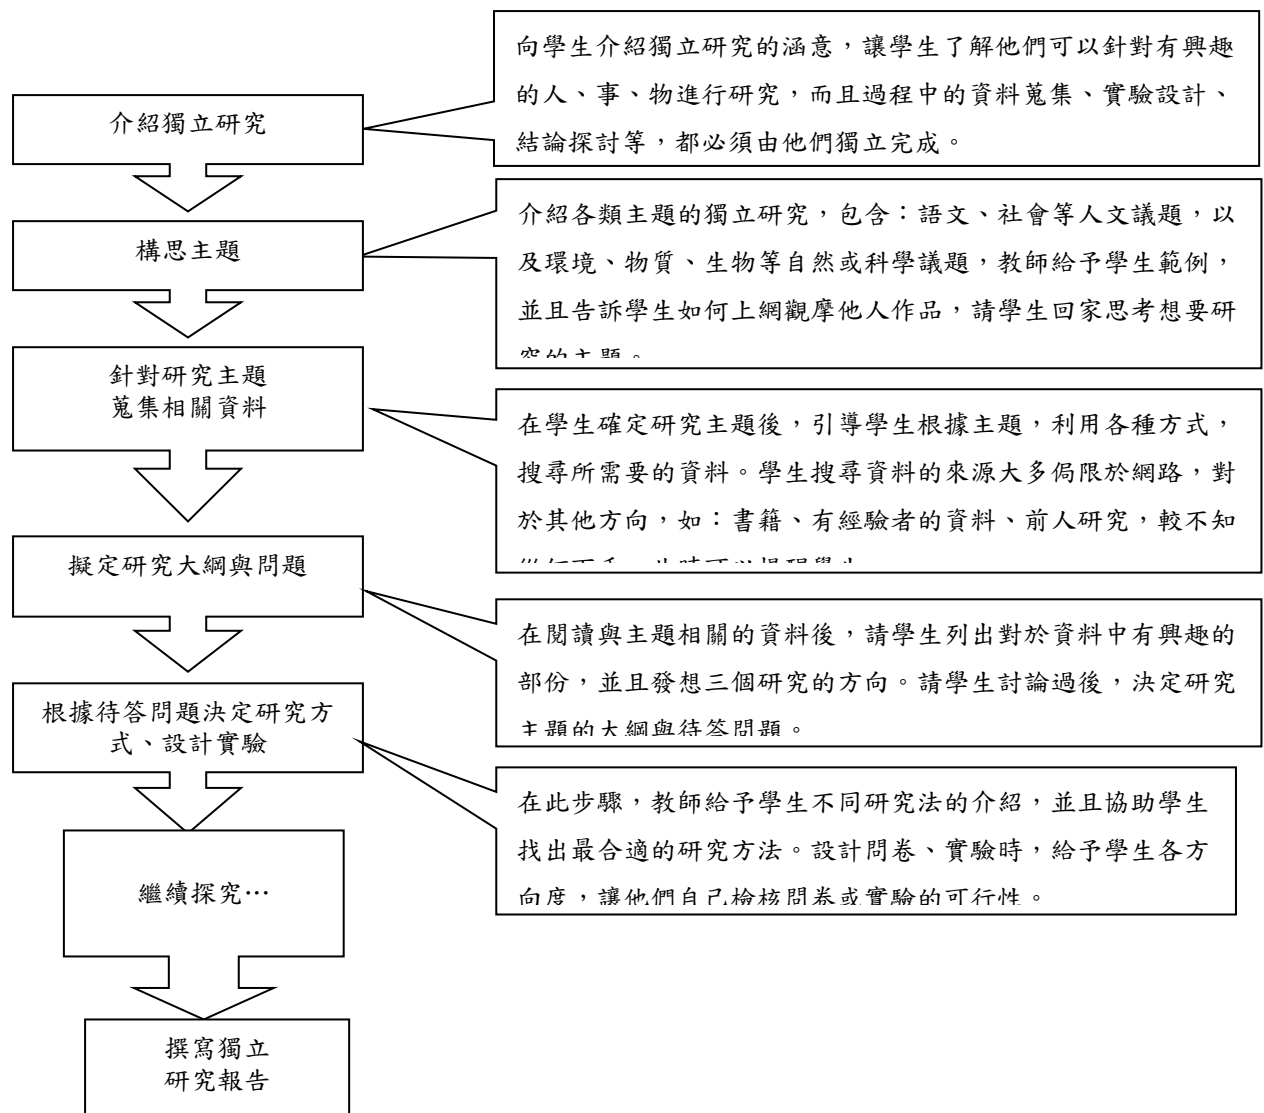 介紹獨立研究
向學生介紹獨立研究的涵意，讓學生了解他們可以針對有興趣
的人、事、物進行研究，而且過程中的資料蒐集、實驗設計、
結論探討等，都必須由他們獨立完成。
構思主題
介紹各類主題的獨立研究，包含：語文、社會等人文議題，以
及環境、物質、生物等自然或科學議題，教師給予學生範例，
並且告訴學生如何上網觀摩他人作品，請學生回家思考想要研
究的主題。
針對研究主題
蒐集相關資料
在學生確定研究主題後，引導學生根據主題，利用各種方式，
搜尋所需要的資料。學生搜尋資料的來源大多侷限於網路，對
於其他方向，如：書籍、有經驗者的資料、前人研究，較不知
擬定研究大綱與問題
在閱讀與主題相關的資料後，請學生列出對於資料中有興趣的
部份，並且發想三個研究的方向。請學生討論過後，決定研究
主題的大綱與待答問題。
根據待答問題決定研究方
式、設計實驗
在此步驟，教師給予學生不同研究法的介紹，並且協助學生
找出最合適的研究方法。設計問卷、實驗時，給予學生各方
向度，讓他們自己檢核問卷或實驗的可行性。
繼續探究…
撰寫獨立
研究報告